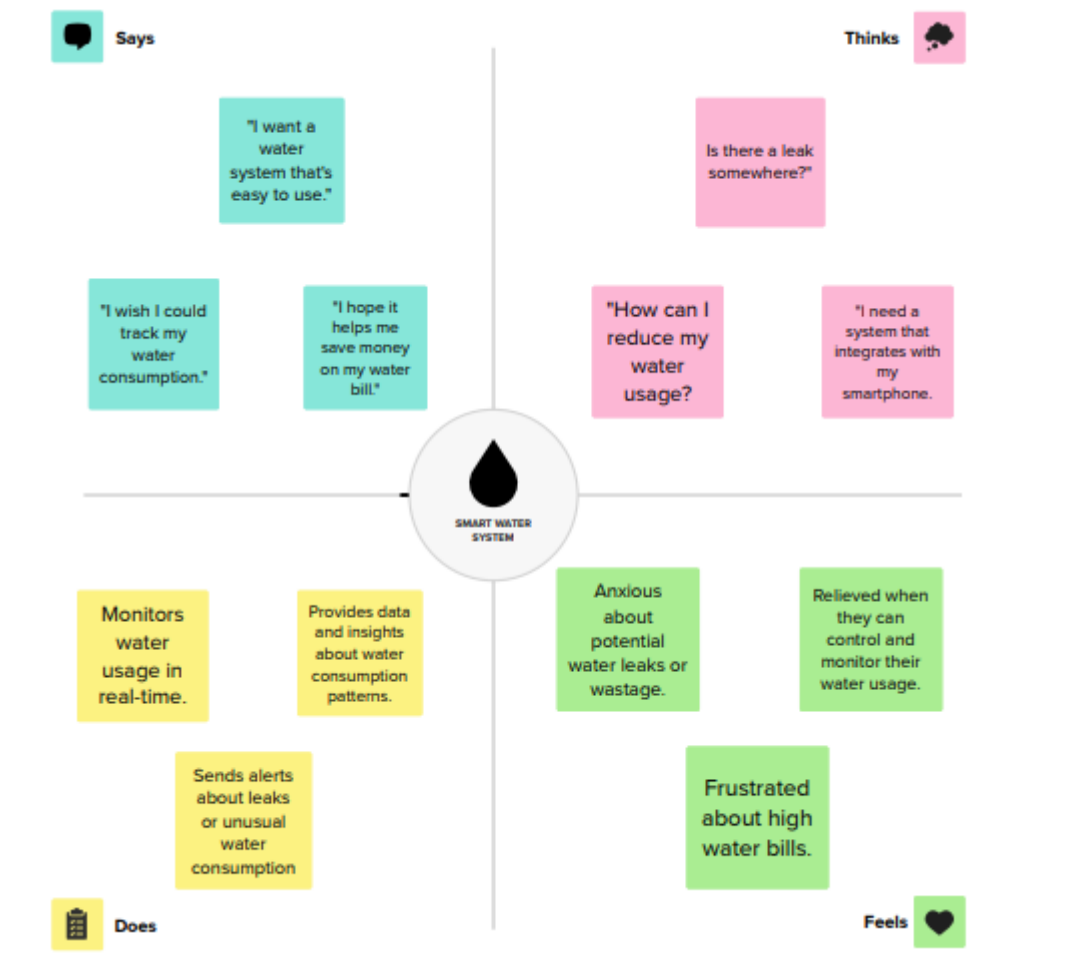 Says
Thinks
"I want a
water
system that's
easy to use."
Is there a leak
somewhere?"
"I wish I could
track my
water
consumption."
"I hope it
helps me
save money
on my water
bill."
"How can I
reduce my
water
usage?
"I need a
system that
integrates with
my
smartphone.
SMART WATER
SYSTEM
Monitors
water
usage in
real-time.
Provides data
and insights
about water
consumption
patterns.
Anxious
about
potential
water leaks or
wastage.
Relieved when
they can
control and
monitor their
water usage.
Sends alerts
about leaks
or unusual
water
consumption
Frustrated
about high
water bills.
Does
Feels